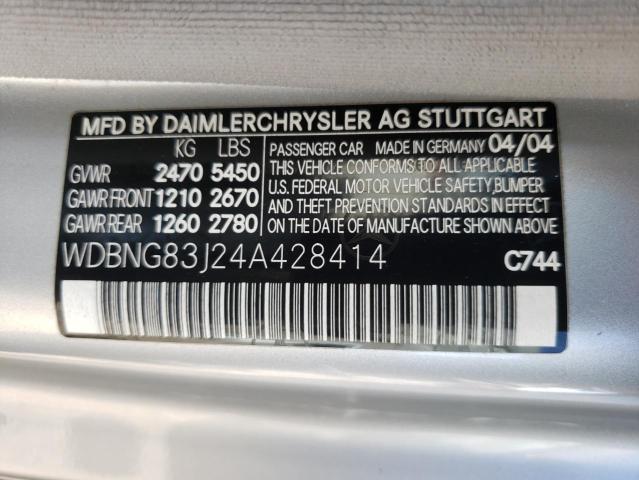 MFD BY DAIMLERCHRYSLER AG STUTTGART
KG LBS
GVWR 2470 5450
GAWR FRONT 1210 2670
GAWR REAR 1260 2780
PASSENGER CAR MADE IN GERMANY 04/04
THIS VEHICLE CONFORMS TO ALL APPLICABLE
U.S. FEDERAL MOTOR VEHICLE SAFETY, BUMPER
AND THEFT PREVENTION STANDARDS IN EFFECT
ON THE DATE OF MANUFACTURE SHOWN ABOVE
WDBNG83J24A428414
C744